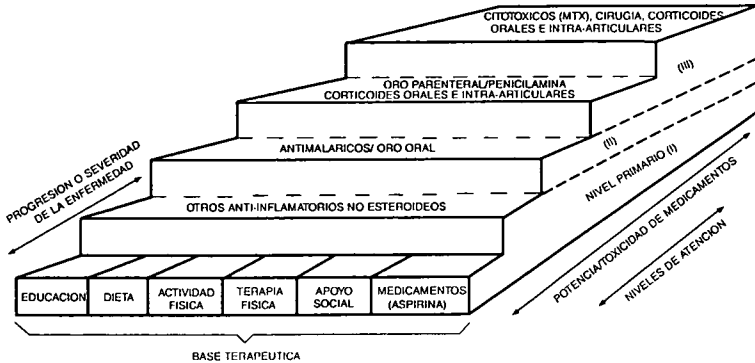 CITOTOXICOS (MTX), CIRUGIA, CORTICOIDES
ORALES E INTRA-ARTICULARES
ORO PARENTERAL/PENICILAMINA
CORTICOIDES ORALES E INTRA-ARTICULARES
ANTIMALARICOS/ ORO ORAL
OTROS ANTI-INFLAMATORIOS NO ESTEROIDEOS
PROGRESION O SEVERIDAD
DE LA ENFERMEDAD
(III)
(II)
NIVEL PRIMARIO (I)
POTENCIA/TOXICIDAD DE MEDICAMENTOS
NIVELES DE ATENCION
EDUCACION
DIETA
ACTIVIDAD
FISICA
TERAPIA
FISICA
APOYO
SOCIAL
MEDICAMENTOS
(ASPIRINA)
BASE TERAPEUTICA